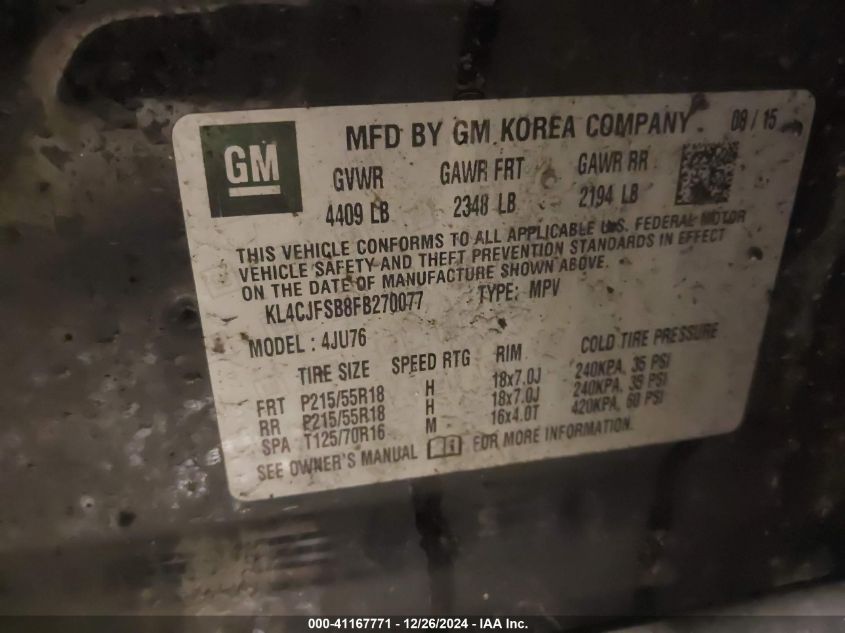 GM
MFD BY GM KOREA COMPANY 08 / 15
GVWR GAWR FRT GAWR RR
4409 LB 2348 LB 2194 LB
THIS VEHICLE CONFORMS TO ALL APPLICABLE U.S. FEDERAL MOTOR
VEHICLE SAFETY AND THEFT PREVENTION STANDARDS IN EFFECT
ON THE DATE OF MANUFACTURE SHOWN ABOVE.
KL4CJFSB8FB270077 TYPE: MPV
MODEL : 4JU76
TIRE SIZE SPEED RTG RIM COLD TIRE PRESSURE
FRT P215/55R18 H 18x7.0J 240KPA, 35 PSI
RR P215/55R18 H 18x7.0J 240KPA, 35 PSI
SPA T125/70R16 M 16x4.0T 420KPA, 60 PSI
SEE OWNER'S MANUAL FOR MORE INFORMATION.
000-41167771 - 12/26/2024 - IAA Inc.